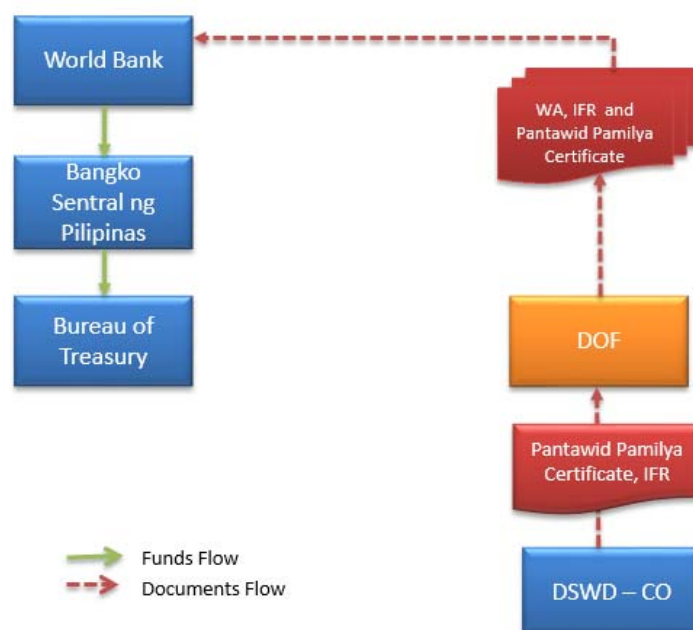 World Bank
WA, IFR and
Pantawid Pamilya
Certificate
Bangko
Sentral ng
Pilipinas
Bureau of
Treasury
DOF
Pantawid Pamilya
Certificate, IFR
Funds Flow
Documents Flow
DSWD – CO